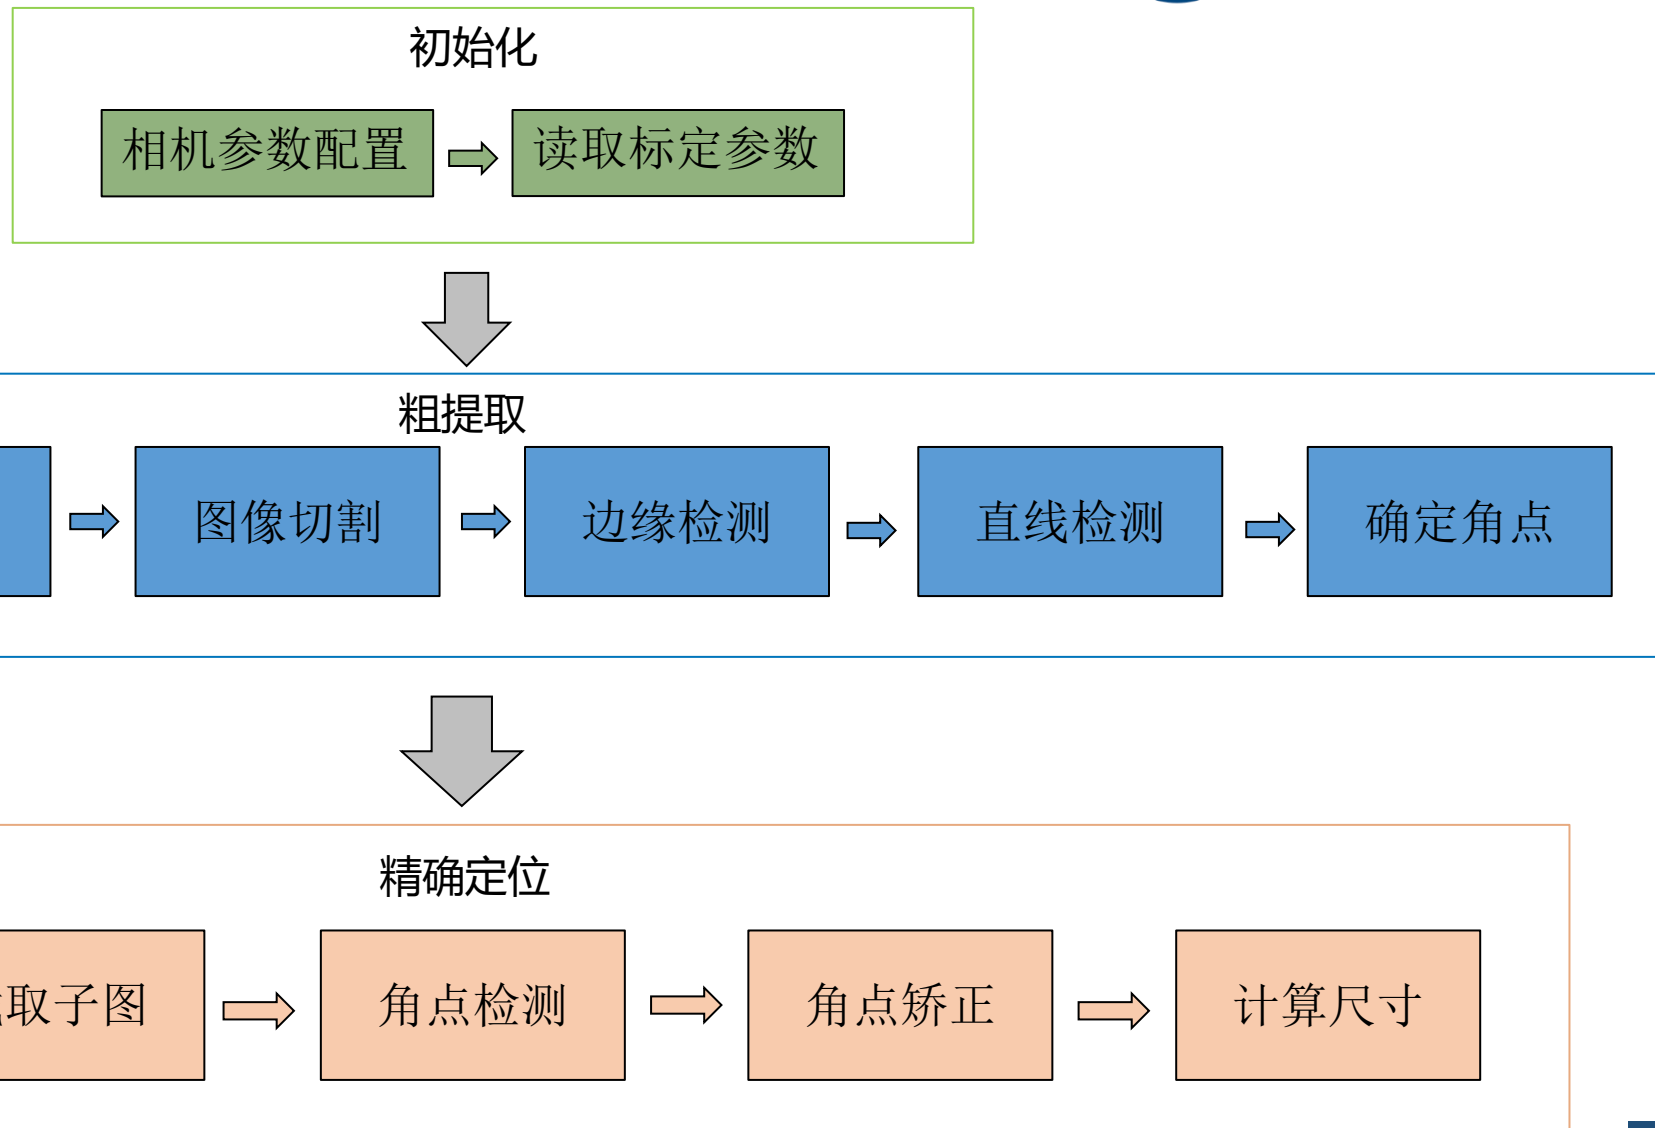 初始化
相机参数配置
读取标定参数
粗提取
图像切割
边缘检测
直线检测
确定角点
精确定位
取子图
角点检测
角点矫正
计算尺寸